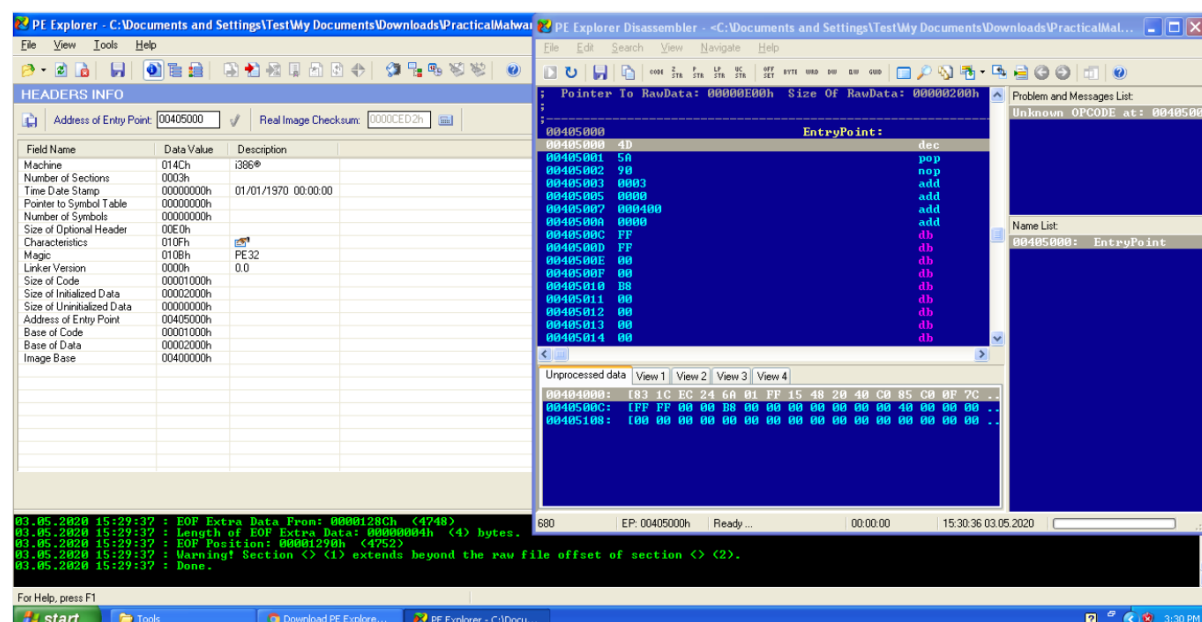 PE Explorer - C:\Documents and Settings\Test\My Documents\Downloads\PracticalMalwar
File View Tools Help
HEADERS INFO
Address of Entry Point: 00405000 Real Image Checksum: 0000CED2h
Field Name Data Value Description
Machine 014Ch i386®
Number of Sections 0003h
Time Date Stamp 00000000h 01/01/1970 00:00:00
Pointer to Symbol Table 00000000h
Number of Symbols 00000000h
Size of Optional Header 00E0h
Characteristics 010Fh
Magic 010Bh PE32
Linker Version 0000h 0.0
Size of Code 00001000h
Size of Initialized Data 00002000h
Size of Uninitialized Data 00000000h
Address of Entry Point 00405000h
Base of Code 00001000h
Base of Data 00002000h
Image Base 00400000h
03.05.2020 15:29:37 : EOF Extra Data From: 0000128Ch (4748)
03.05.2020 15:29:37 : Length of EOF Extra Data: 00000004h (4) bytes.
03.05.2020 15:29:37 : EOF Position: 00001290h (4752)
03.05.2020 15:29:37 : Warning! Section <> (1) extends beyond the raw file offset of section <> (2).
03.05.2020 15:29:37 : Done.
For Help, press F1
PE Explorer Disassembler - <C:\Documents and Settings\Test\My Documents\Downloads\PracticalMal...
File Edit Search View Navigate Help
; Pointer To RawData: 00000E00h Size Of RawData: 00000200h
;
;
00405000 EntryPoint:
00405000 4D dec
00405001 5A pop
00405002 90 nop
00405003 0003 add
00405005 0000 add
00405007 000400 add
0040500A 0000 add
0040500C FF db
0040500D FF db
0040500E 00 db
0040500F 00 db
00405010 B8 db
00405011 00 db
00405012 00 db
00405013 00 db
00405014 00 db
Problem and Messages List:
Unknown OPCODE at: 0040500
Name List:
00405000: EntryPoint
Unprocessed data View 1 View 2 View 3 View 4
00404000: [83 1C EC 24 6A 01 FF 15 48 20 40 C0 85 C0 0F 7C ..
0040500C: [FF FF 00 00 B8 00 00 00 00 00 00 00 40 00 00 00 ..
00405108: [00 00 00 00 00 00 00 00 00 00 00 00 00 00 00 00 ..
680 EP: 00405000h Ready... 00:00:00 15:30:36 03.05.2020
start Tools Download PE Explore... PE Explorer - C:\Docu... 3:30 PM